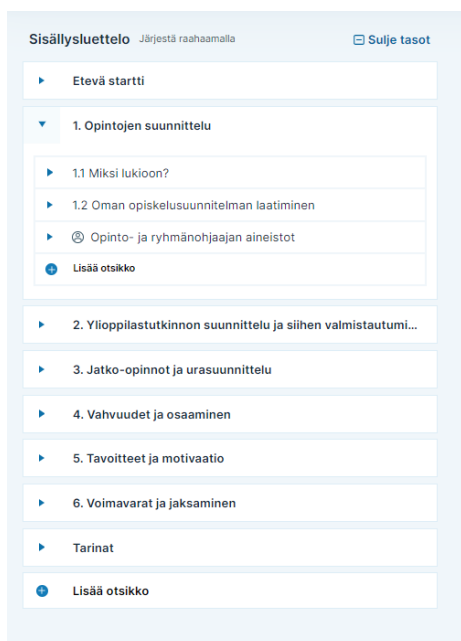 Sisällysluettelo Järjestä raahaamalla Sulje tasot
Etevä startti
1. Opintojen suunnittelu
1.1 Miksi lukioon?
1.2 Oman opiskelusuunnitelman laatiminen
Opinto- ja ryhmänohjaajan aineistot
Lisää otsikko
2. Ylioppilastutkinnon suunnittelu ja siihen valmistautumi...
3. Jatko-opinnot ja urasuunnittelu
4. Vahvuudet ja osaaminen
5. Tavoitteet ja motivaatio
6. Voimavarat ja jaksaminen
Tarinat
Lisää otsikko